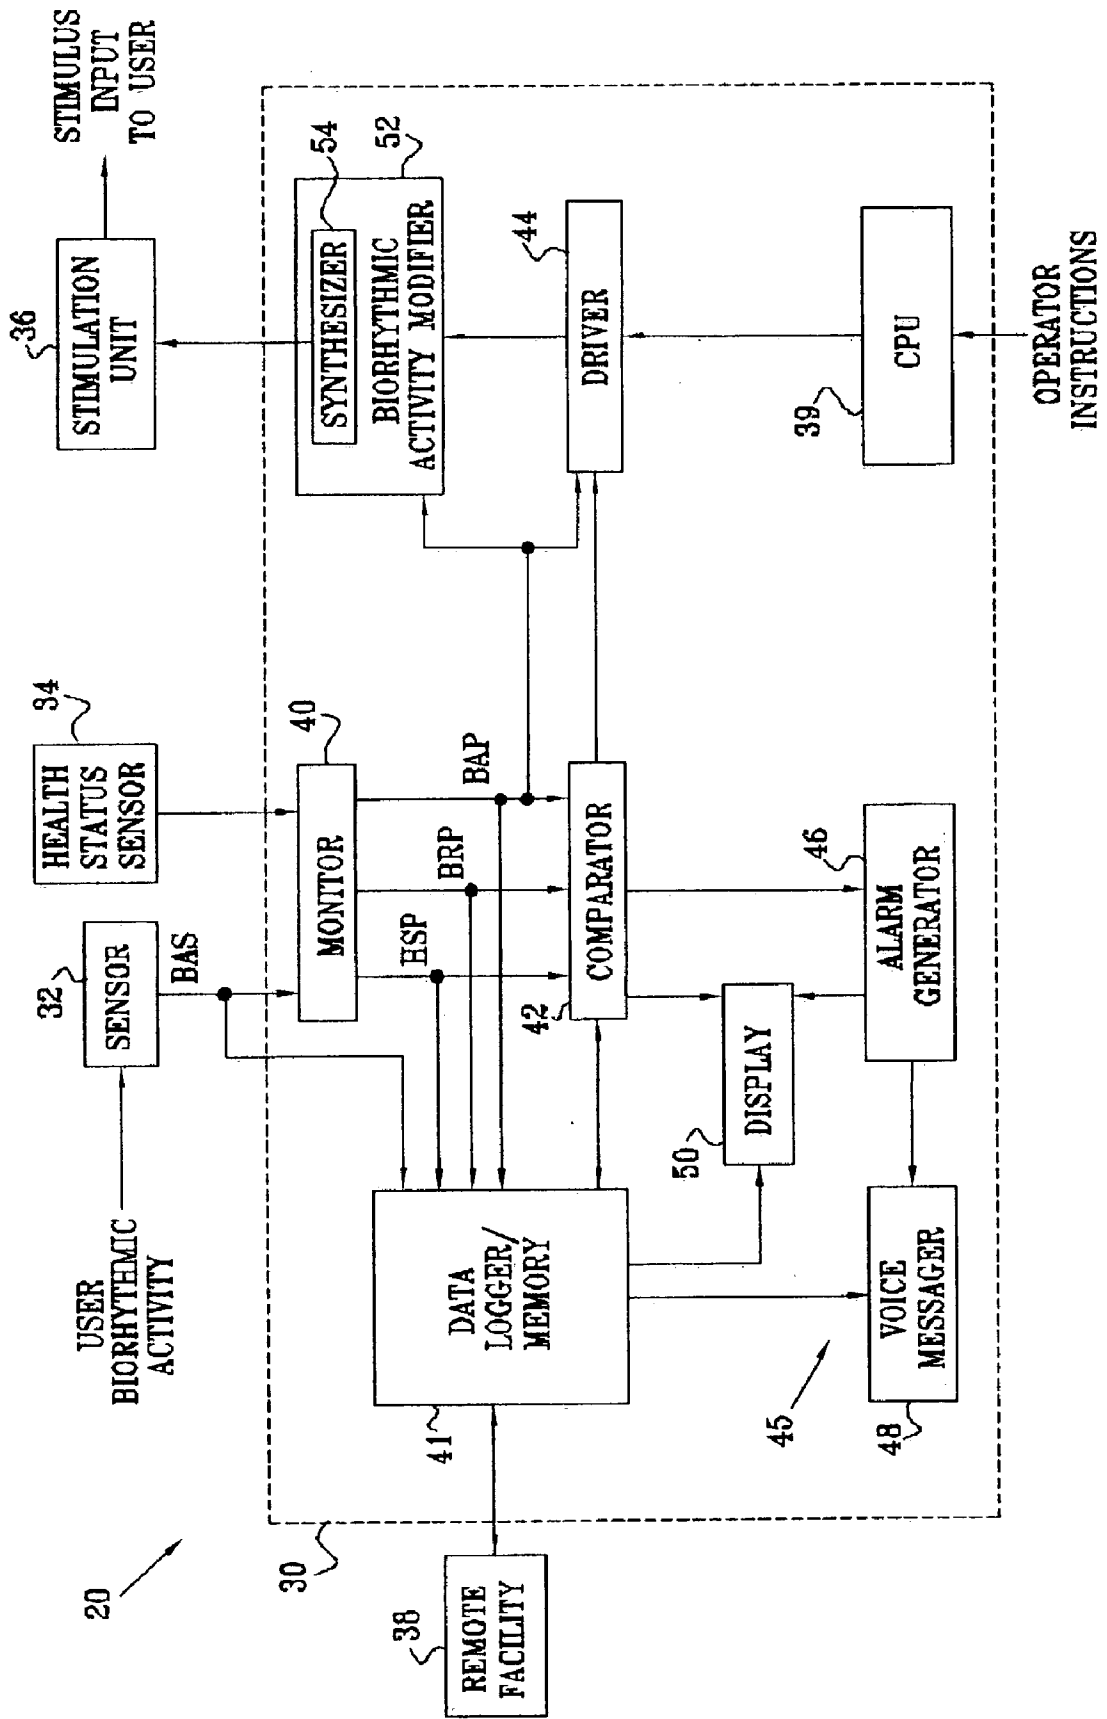 20
USER
BIORHYTHMIC
ACTIVITY
32
SENSOR
BAS
34
HEALTH
STATUS
SENSOR
36
STIMULATION
UNIT
STIMULUS
INPUT
TO USER
30
38
REMOTE
FACILITY
41
DATA
LOGGER/
MEMORY
40
MONITOR
HSP
BRP
BAP
42
COMPARATOR
54
52
SYNTHESIZER
BIORHYTHMIC
ACTIVITY MODIFIER
44
DRIVER
50
DISPLAY
45
48
VOICE
MESSAGER
46
ALARM
GENERATOR
39
CPU
OPERATOR
INSTRUCTIONS